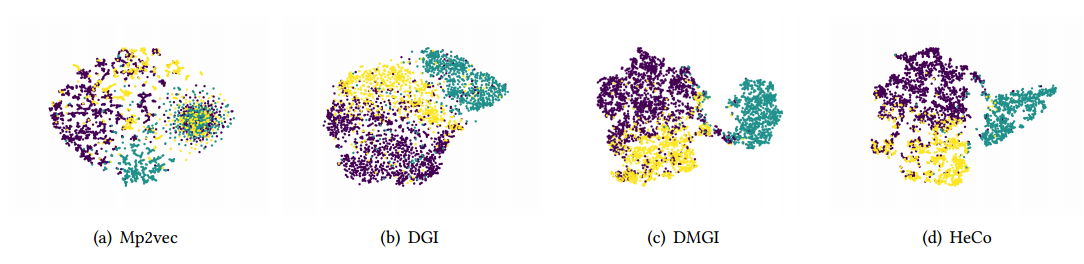 (a) Mp2vec
(b) DGI
(c) DMGI
(d) HeCo